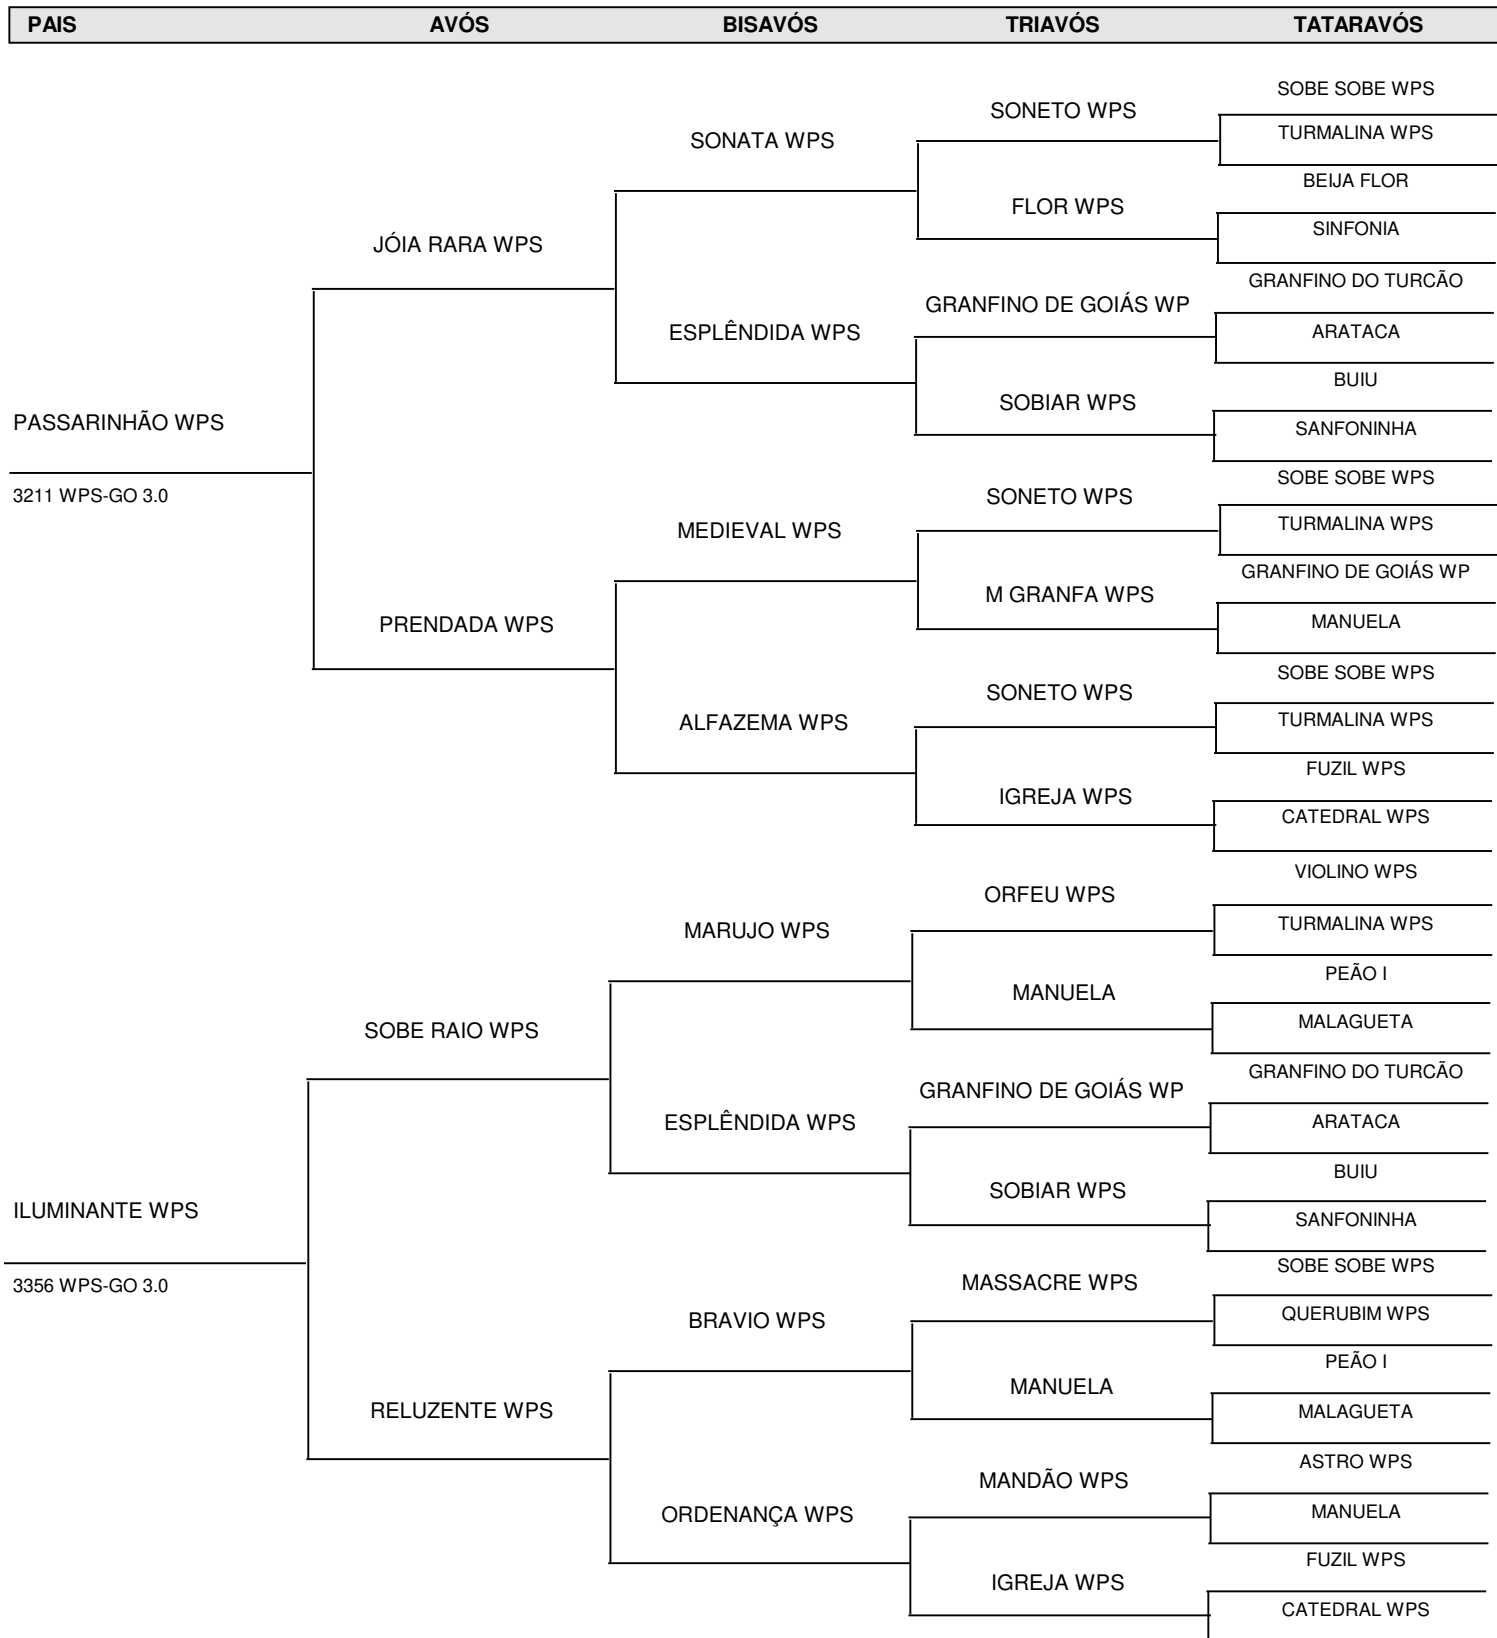 PAIS AVÓS BISAVÓS TRIAVÓS TATARAVÓS
SOBE SOBE WPS
SONETO WPS
TURMALINA WPS
SONATA WPS
BEIJA FLOR
FLOR WPS
SINFONIA
JÓIA RARA WPS
GRANFINO DO TURCÃO
GRANFINO DE GOIÁS WP
ARATACA
ESPLÊNDIDA WPS
BUIU
SOBIAR WPS
SANFONINHA
PASSARINHÃO WPS
3211 WPS-GO 3.0
SOBE SOBE WPS
SONETO WPS
TURMALINA WPS
MEDIEVAL WPS
GRANFINO DE GOIÁS WP
M GRANFA WPS
MANUELA
PRENDADA WPS
SOBE SOBE WPS
SONETO WPS
TURMALINA WPS
ALFAZEMA WPS
FUZIL WPS
IGREJA WPS
CATEDRAL WPS
VIOLINO WPS
ORFEU WPS
TURMALINA WPS
MARUJO WPS
PEÃO I
MANUELA
MALAGUETA
SOBE RAIO WPS
GRANFINO DO TURCÃO
GRANFINO DE GOIÁS WP
ARATACA
ESPLÊNDIDA WPS
BUIU
SOBIAR WPS
SANFONINHA
ILUMINANTE WPS
3356 WPS-GO 3.0
SOBE SOBE WPS
MASSACRE WPS
QUERUBIM WPS
BRAVIO WPS
PEÃO I
MANUELA
MALAGUETA
RELUZENTE WPS
ASTRO WPS
MANDÃO WPS
MANUELA
ORDENANÇA WPS
FUZIL WPS
IGREJA WPS
CATEDRAL WPS